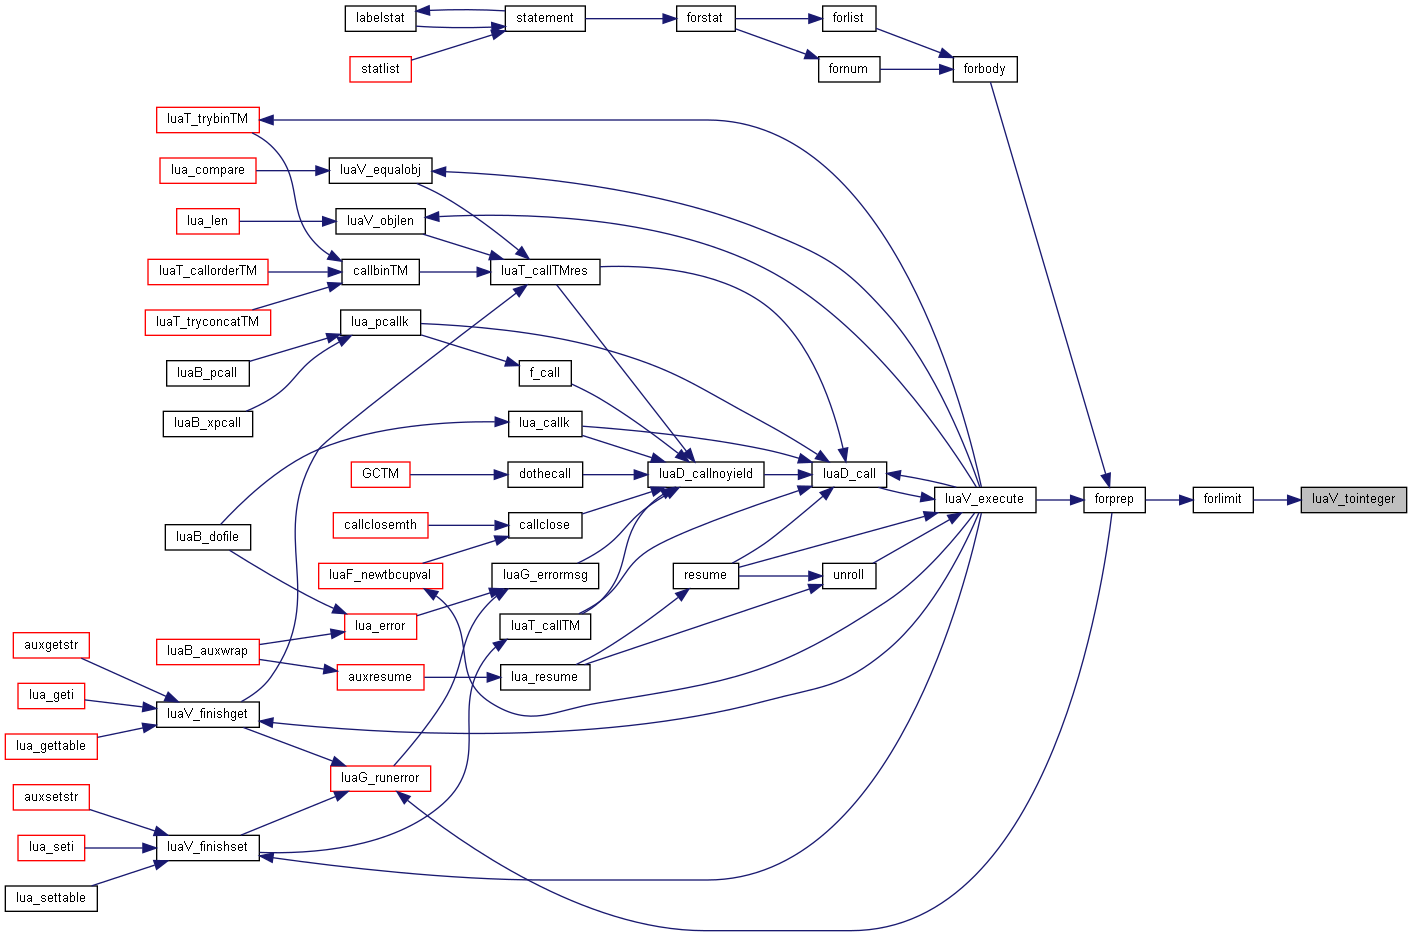 labelstat
statement
forstat
forlist
statlist
fornum
forbody
luaT_trybinTM
lua_compare
luaV_equalobj
lua_len
luaV_objlen
luaT_callorderTM
callbinTM
luaT_callTMres
luaT_tryconcatTM
lua_pcallk
luaB_pcall
f_call
luaB_xpcall
lua_callk
GCTM
dothecall
luaD_callnoyield
luaD_call
luaV_execute
forprep
forlimit
luaV_tointeger
callclosemth
callclose
luaB_dofile
luaF_newtbcupval
luaG_errormsg
resume
unroll
lua_error
luaT_callTM
auxgetstr
luaB_auxwrap
auxresume
lua_resume
lua_geti
luaV_finishget
lua_gettable
luaG_runerror
auxsetstr
lua_seti
luaV_finishset
lua_settable